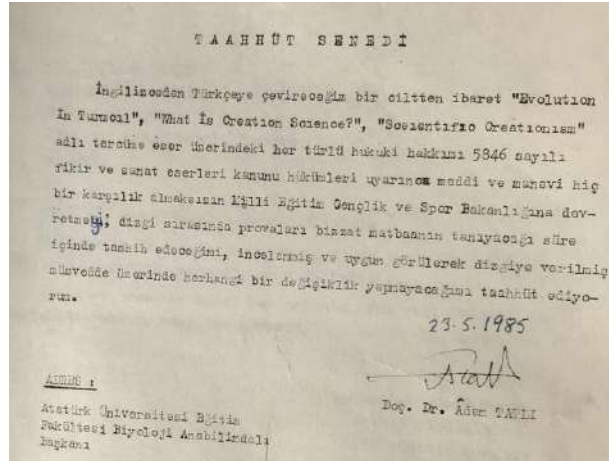 TAAHHÜT SENEDİ
İngilizceden Türkçeye çevireceğim bir ciltten ibaret "Evolution
In Turmoil", "What İs Creation Science?", "Scientific Creationism"
adlı tercüme eser üzerindeki her türlü hukuki hakkımı 5846 sayılı
fikir ve sanat eserleri kanunu hükümleri uyarınca maddi ve manevi hiç
bir karşılık almaksızın Milli Eğitim Gençlik ve Spor Bakanlığına dev-
retmeyi, dizgi sırasında provaları bizzat matbaanın tanıyacağı süre
içinde tashih edeceğimi, incelenmiş ve uygun görülerek dizgiye verilmiş
müsvedde üzerinde herhangi bir değişiklik yapmayacağımı taahhüt ediyo-
rum.
23.5.1985
Doç. Dr. Âdem TATLI
ADRES :
Atatürk Üniversitesi Eğitim
Fakültesi Biyoloji Anabilimdalı
Başkanı